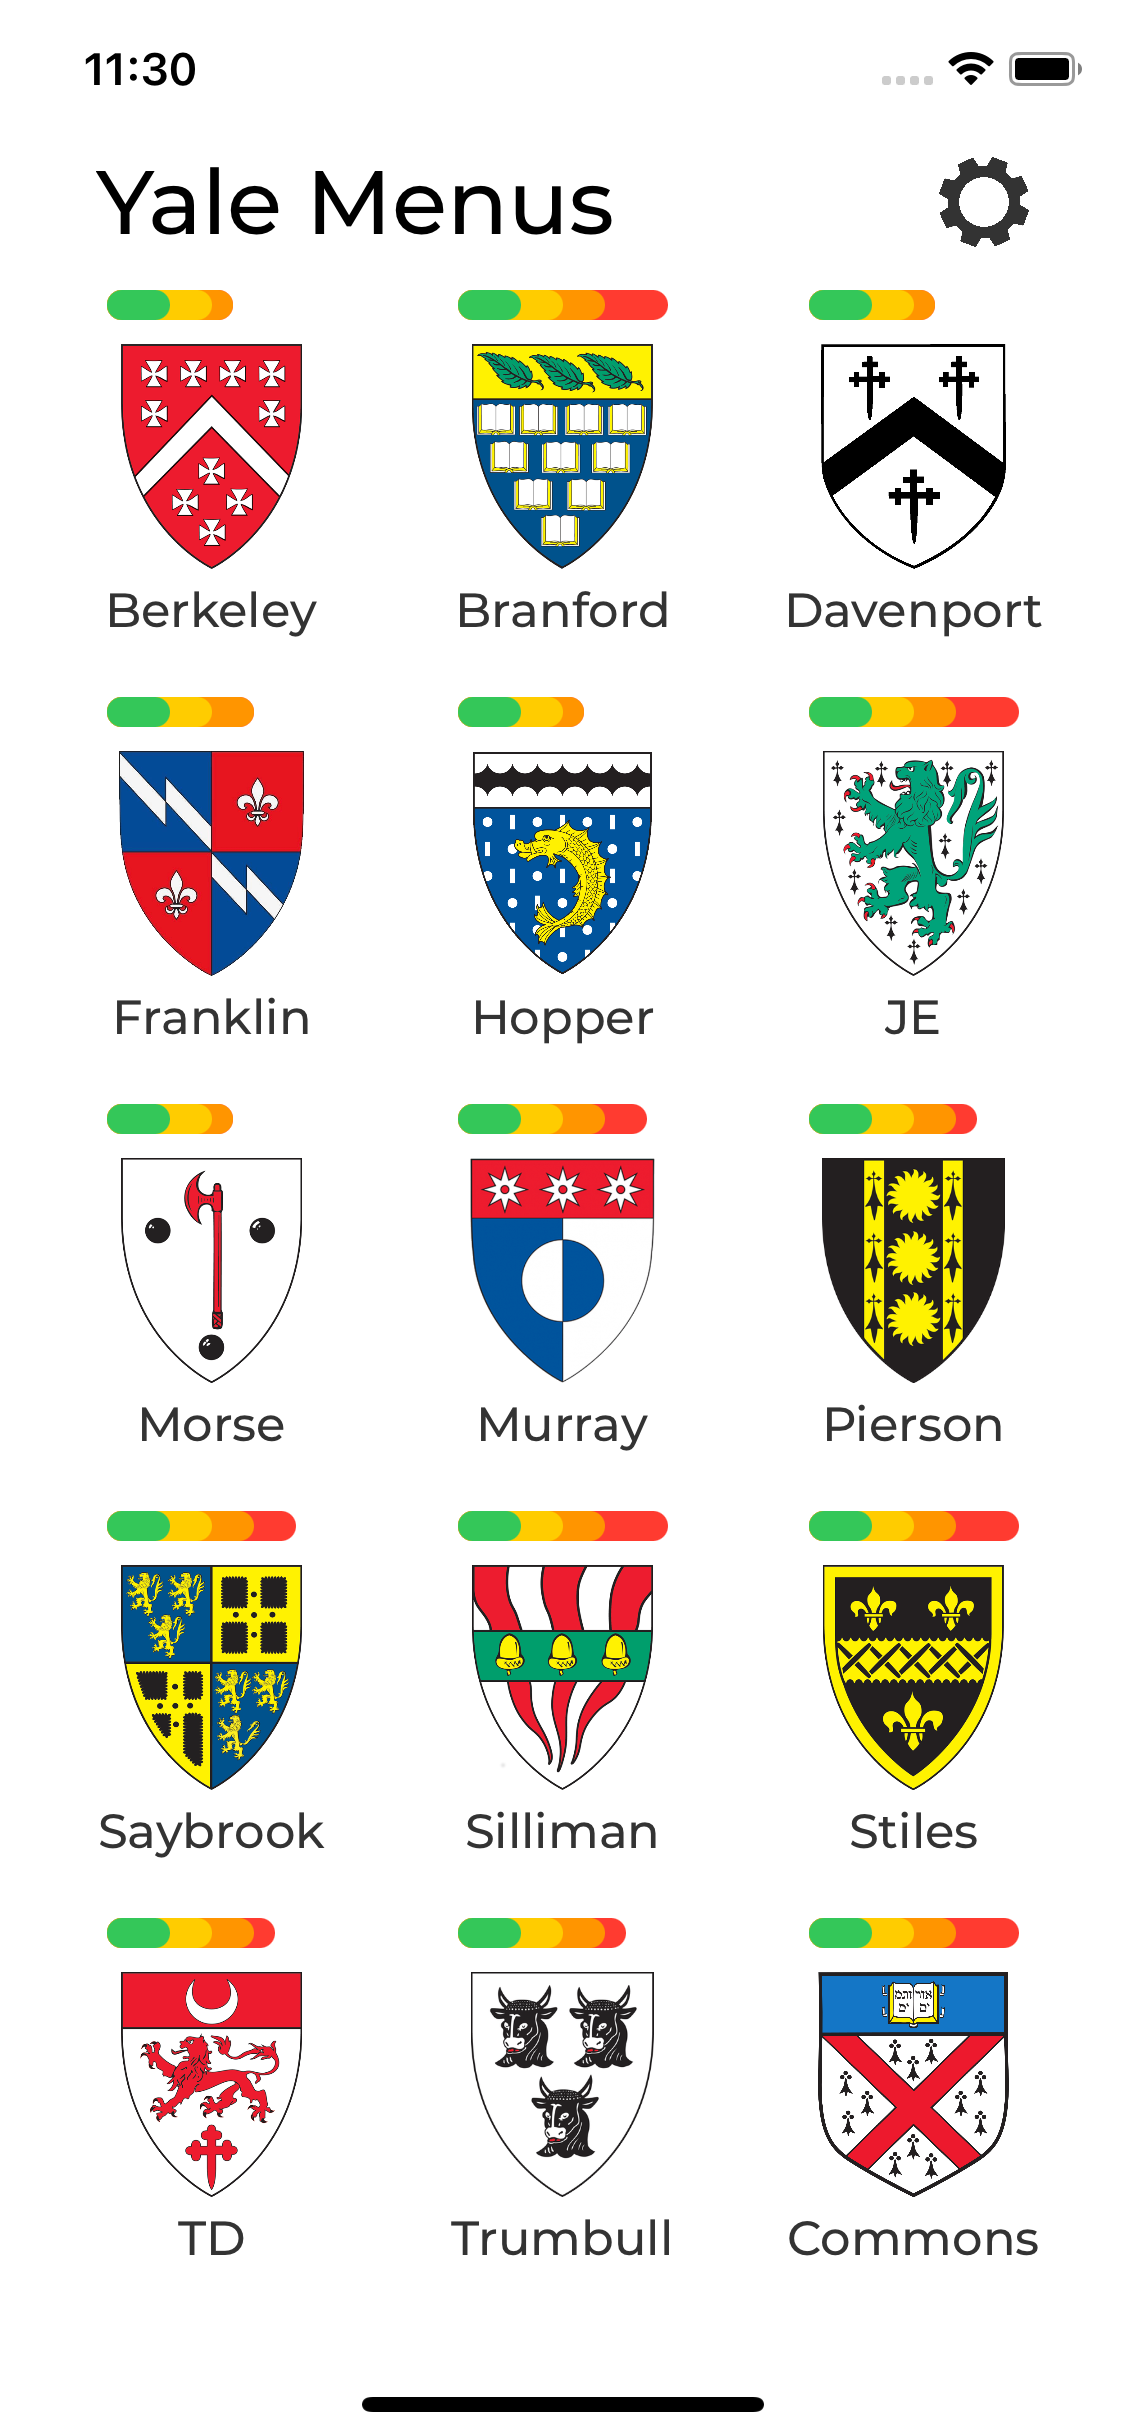 11:30
Yale Menus
Berkeley
Branford
Davenport
Franklin
Hopper
JE
Morse
Murray
Pierson
Saybrook
Silliman
Stiles
TD
Trumbull
Commons